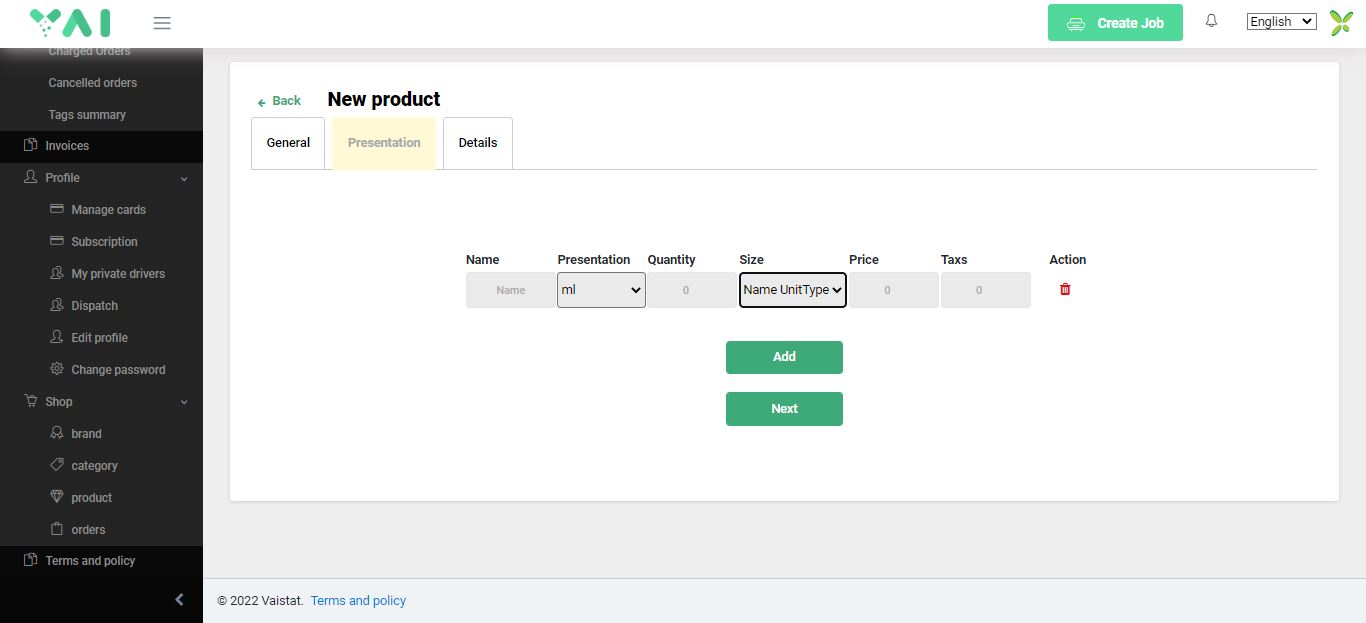 YAI
Create Job
English
Charged Orders
Cancelled orders
Tags summary
Invoices
Profile
Manage cards
Subscription
My private drivers
Dispatch
Edit profile
Change password
Shop
brand
category
product
orders
Terms and policy
Back
New product
General Presentation Details
Name Presentation Quantity Size Price Taxs Action
Name ml 0 Name UnitType 0 0
Add
Next
© 2022 Vaistat. Terms and policy